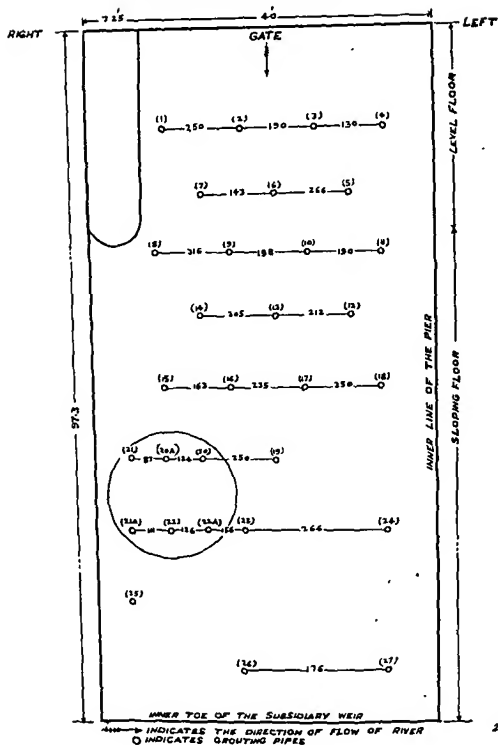 7.25' 40'
RIGHT LEFT
GATE
(1) 250 (2) 190 (3) 130 (4)
LEVEL FLOOR
(7) 143 (6) 266 (5)
(8) 316 (9) 198 (10) 190 (11)
(14) 205 (13) 212 (12)
INNER LINE OF THE PIER
SLOPING FLOOR
(15) 163 (16) 235 (17) 250 (18)
97.3
(21) 87 (20A) 124 (20) 250 (19)
(21A) 111 (22) 126 (22A) 156 (23) 266 (24)
(25)
(26) 176 (27)
INNER TOE OF THE SUBSIDIARY WEIR
INDICATES THE DIRECTION OF FLOW OF RIVER
INDICATES GROUTING PIPES
2